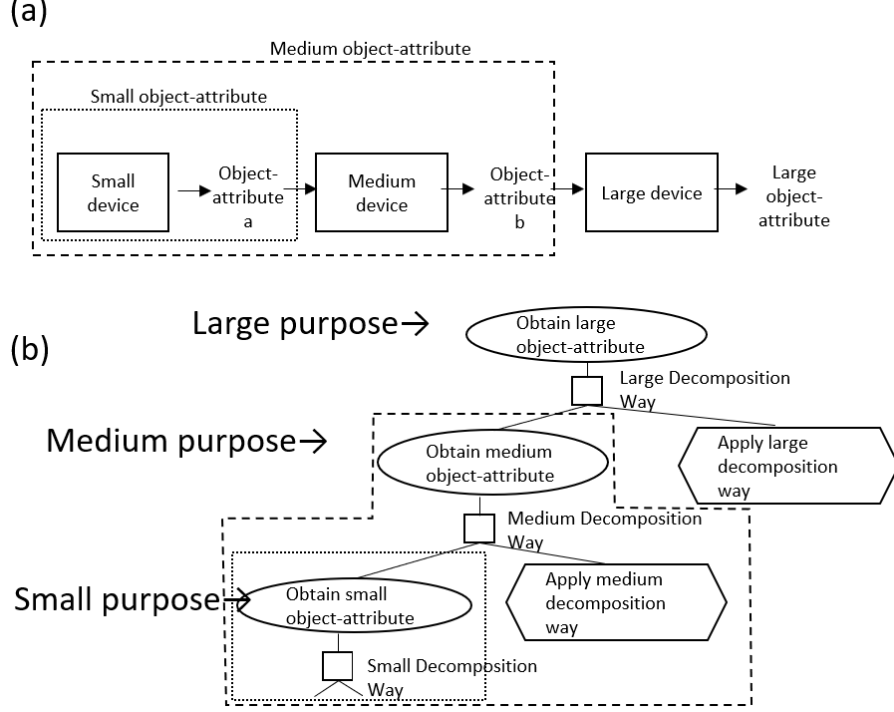 (a)
Medium object-attribute
Small object-attribute
Small
device
Object-
attribute
a
Medium
device
Object-
attribute
b
Large device
Large
object-
attribute
(b)
Large purpose→
Obtain large
object-attribute
Large Decomposition
Way
Medium purpose→
Obtain medium
object-attribute
Apply large
decomposition
way
Medium Decomposition
Way
Small purpose→
Obtain small
object-attribute
Apply medium
decomposition
way
Small Decomposition
Way